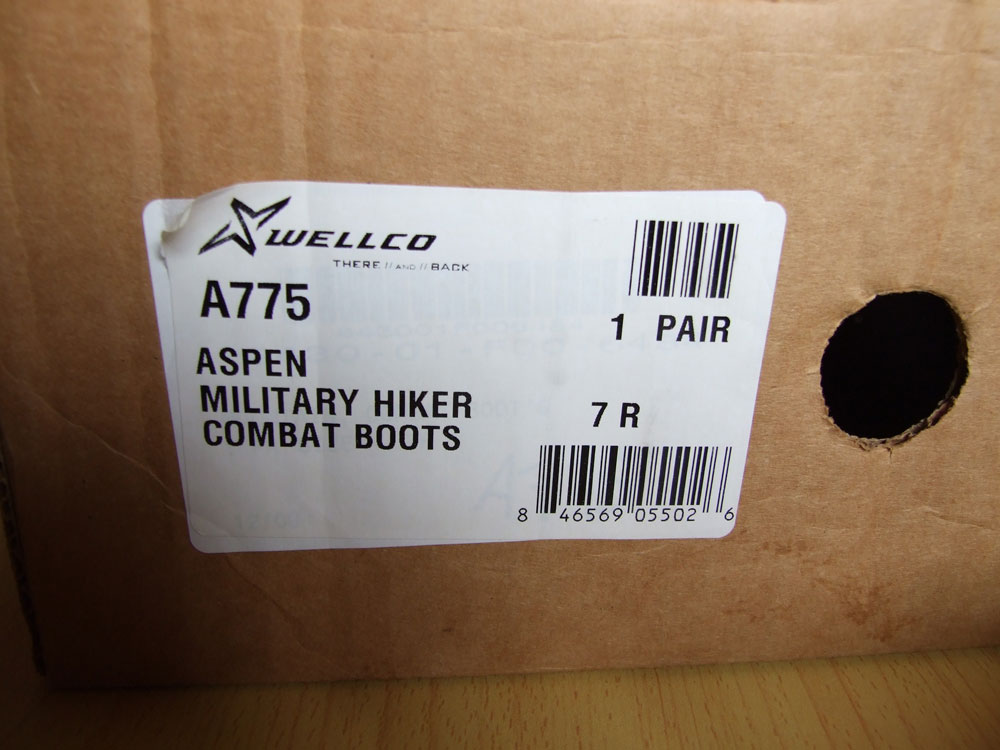 WELLCO
THERE // AND // BACK
A775
1 PAIR
ASPEN
MILITARY HIKER
COMBAT BOOTS
7 R
8 46569 05502 6